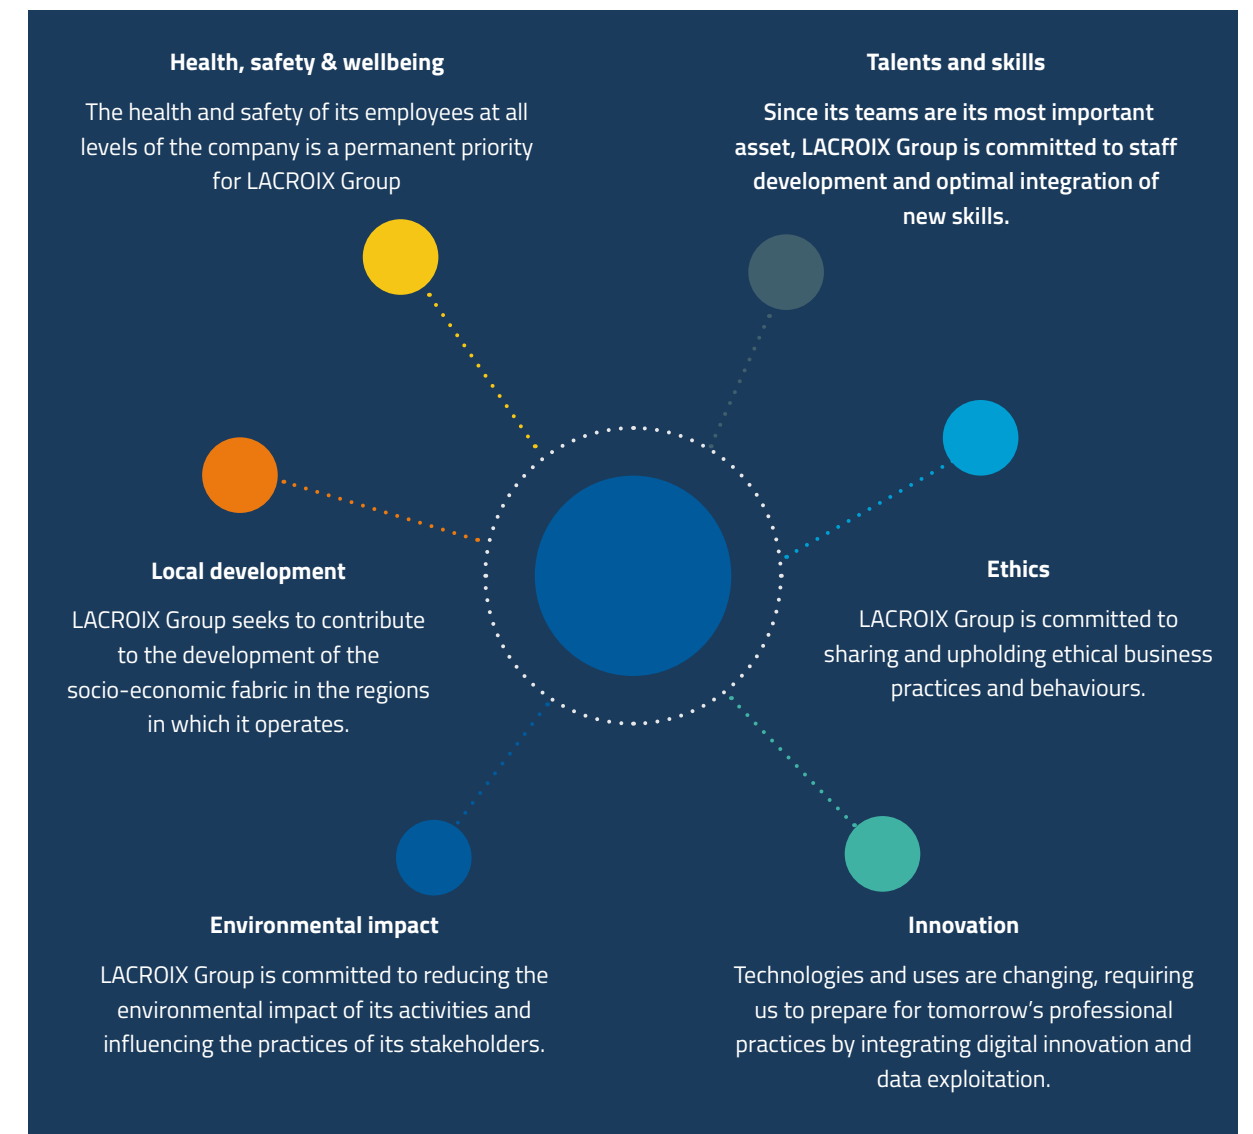 Health, safety & wellbeing
The health and safety of its employees at all
levels of the company is a permanent priority
for LACROIX Group
Talents and skills
Since its teams are its most important
asset, LACROIX Group is committed to staff
development and optimal integration of
new skills.
Local development
LACROIX Group seeks to contribute
to the development of the
socio-economic fabric in the regions
in which it operates.
Ethics
LACROIX Group is committed to
sharing and upholding ethical business
practices and behaviours.
Environmental impact
LACROIX Group is committed to reducing the
environmental impact of its activities and
influencing the practices of its stakeholders.
Innovation
Technologies and uses are changing, requiring
us to prepare for tomorrow’s professional
practices by integrating digital innovation and
data exploitation.